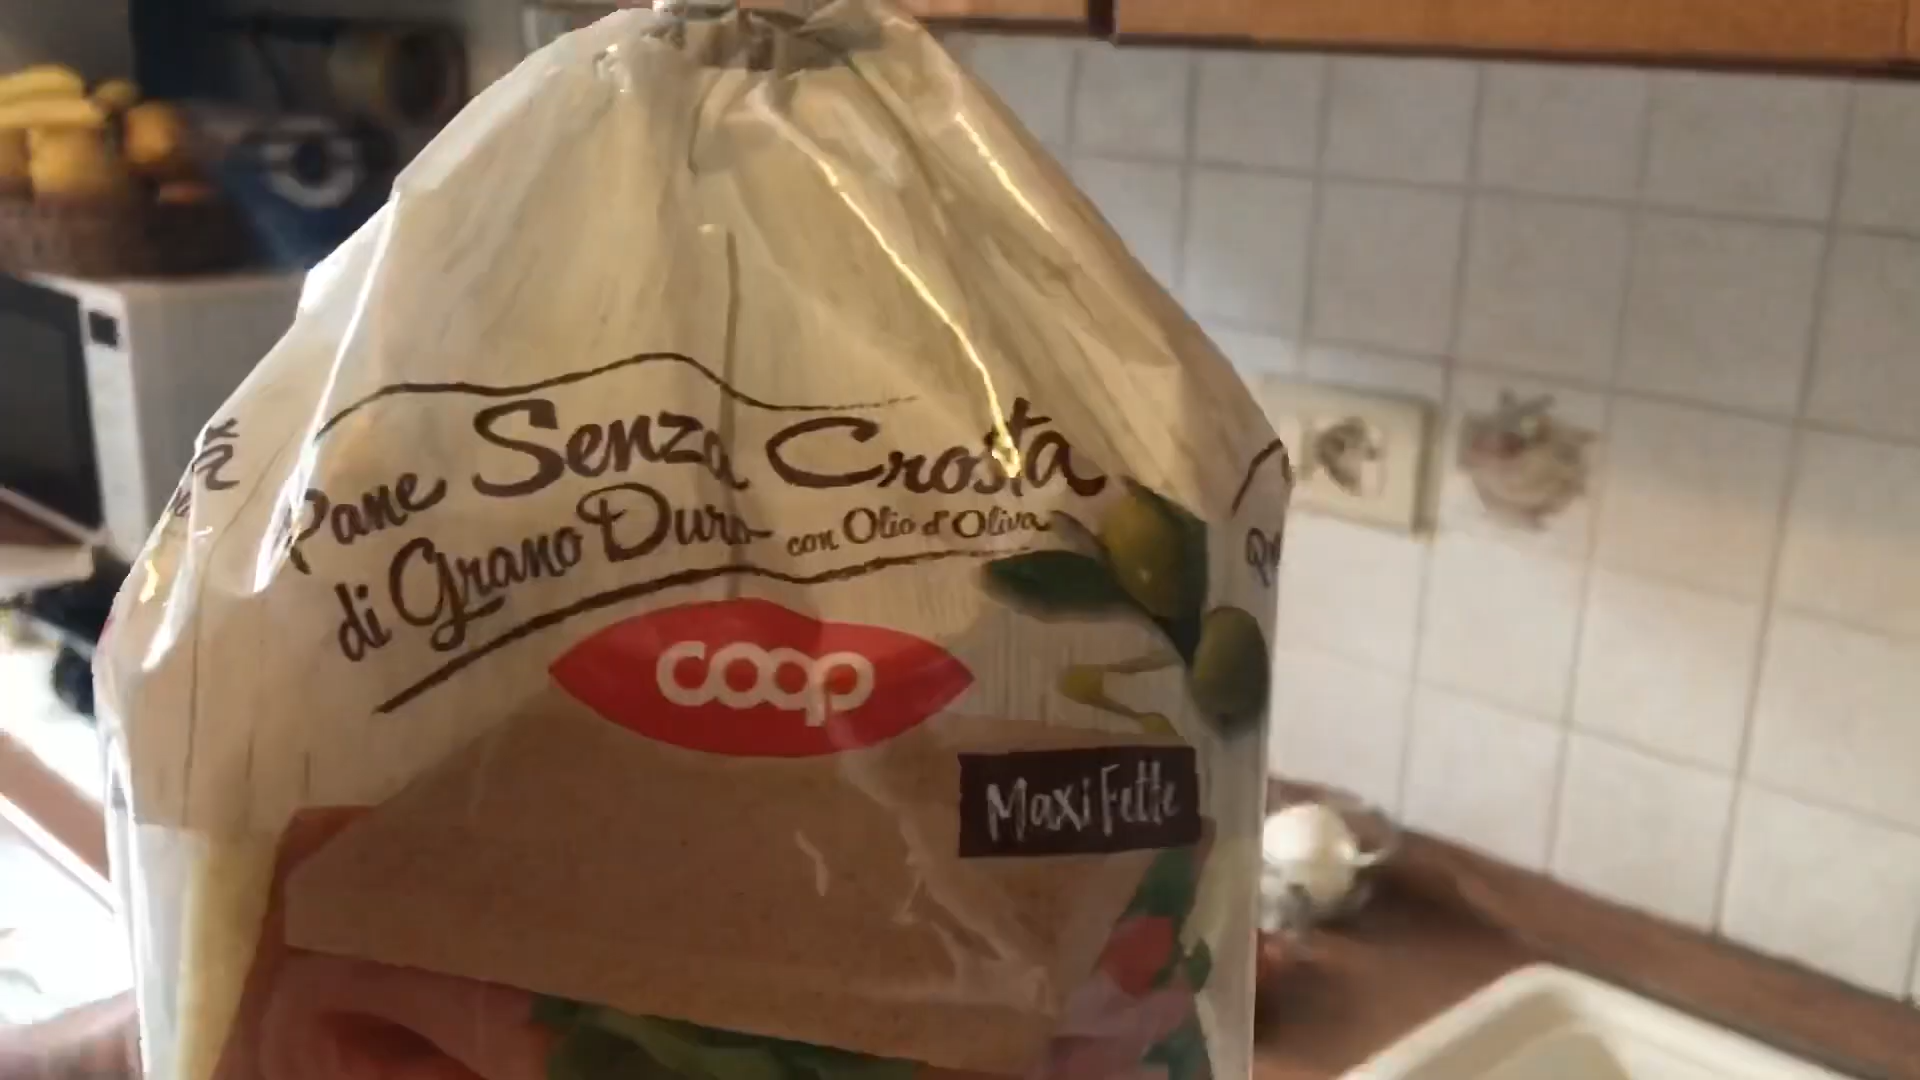 Pane Senza Crosta
di Grano Duro con Olio d'Oliva
coop
Maxi Fette